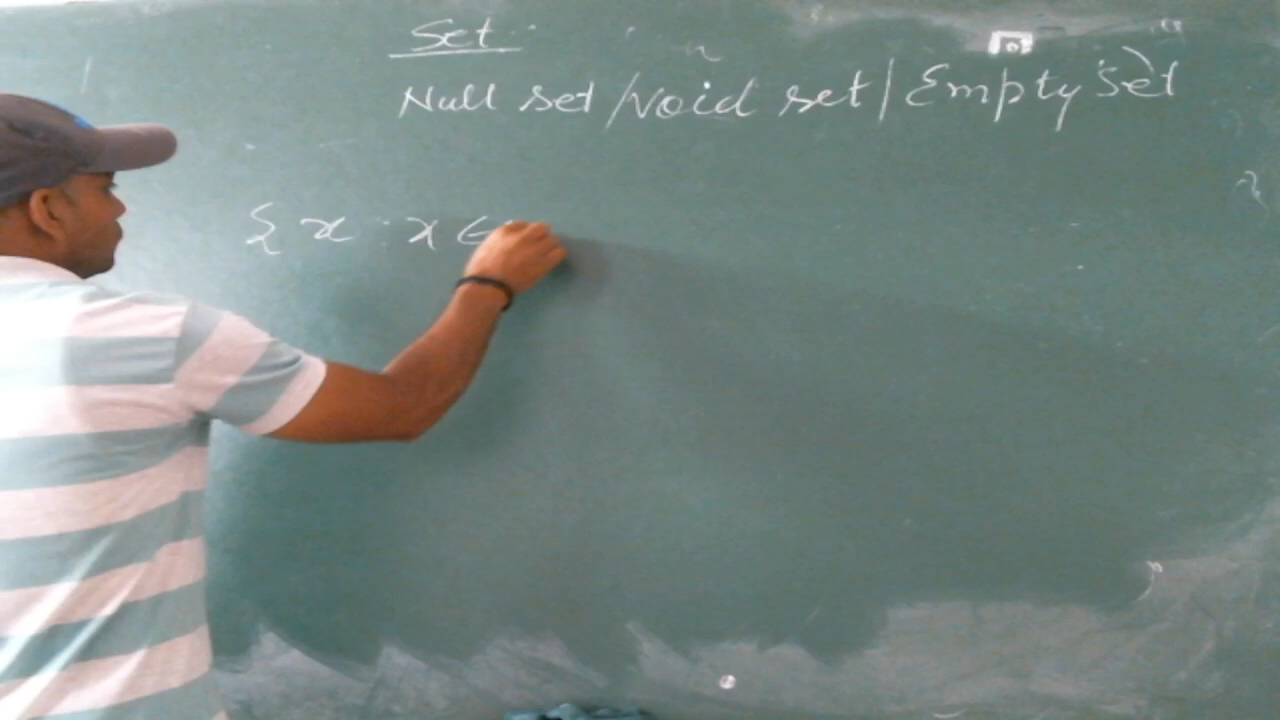 Set
Null set/Void set/Empty set
{x : x ∈